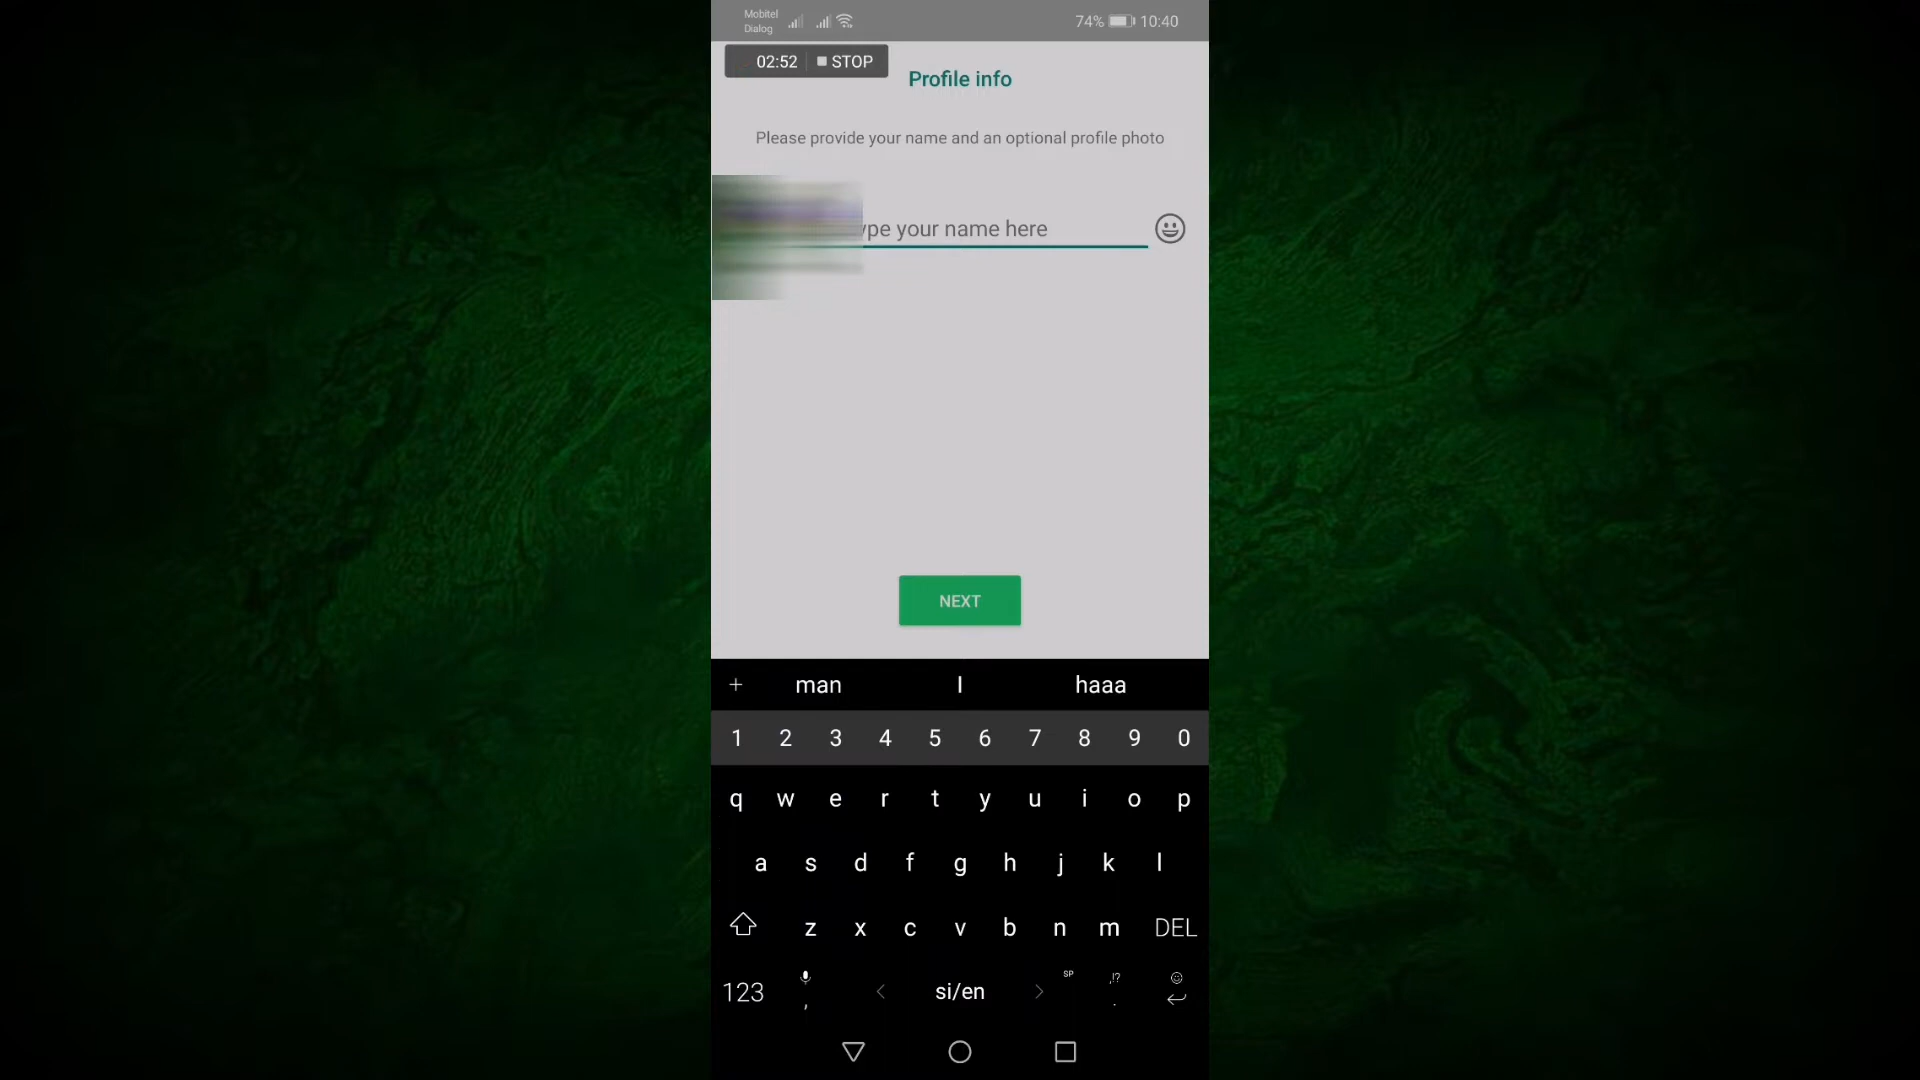 Mobitel
Dialog
74% 10:40
02:52 STOP
Profile info
Please provide your name and an optional profile photo
ype your name here
NEXT
+ man I haaa
1 2 3 4 5 6 7 8 9 0
q w e r t y u i o p
a s d f g h j k l
z x c v b n m DEL
SP ,!?
123 , < si/en > .